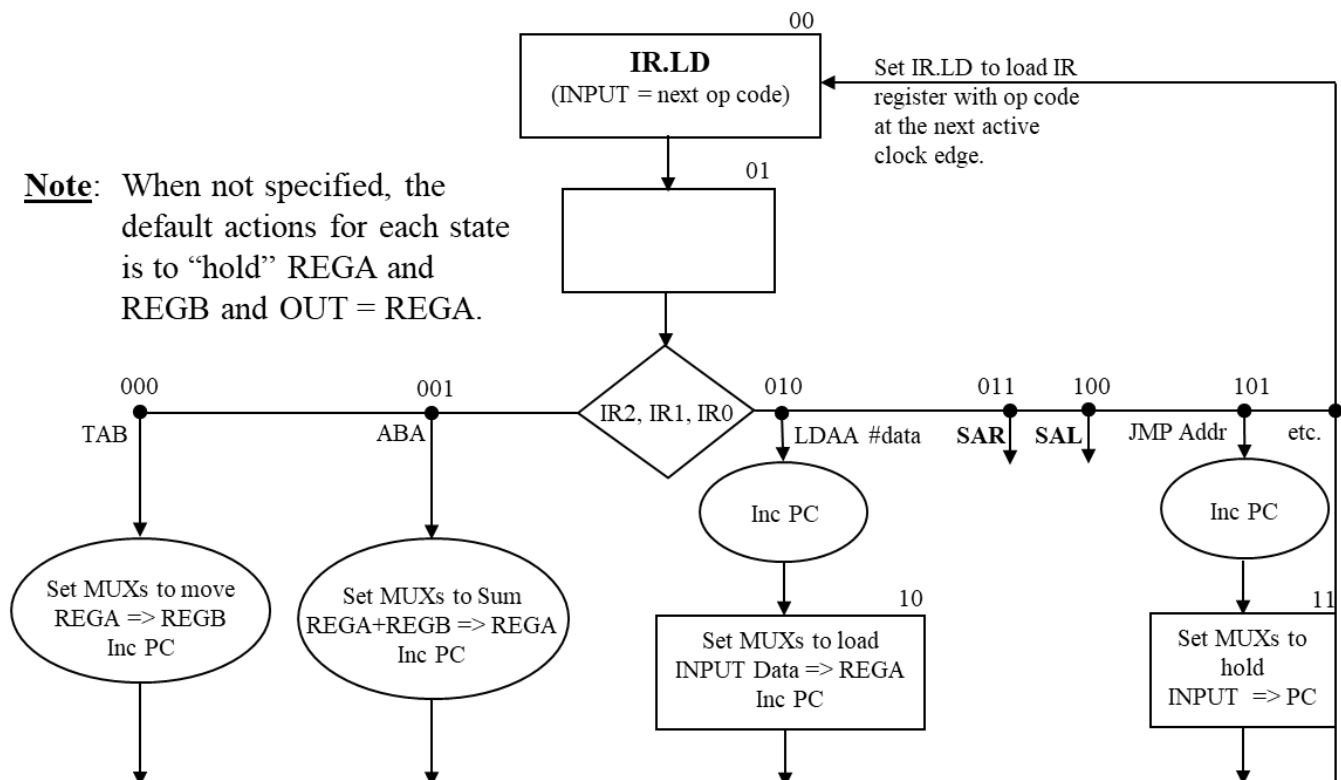 00
IR.LD
(INPUT = next op code)
Set IR.LD to load IR
register with op code
at the next active
clock edge.
01
Note: When not specified, the
default actions for each state
is to “hold” REGA and
REGB and OUT = REGA.
000
001
IR2, IR1, IR0
010
011
100
101
TAB
ABA
LDAA #data
SAR
SAL
JMP Addr
etc.
Inc PC
Inc PC
Set MUXs to move
REGA => REGB
Inc PC
Set MUXs to Sum
REGA+REGB => REGA
Inc PC
10
Set MUXs to load
INPUT Data => REGA
Inc PC
11
Set MUXs to
hold
INPUT => PC